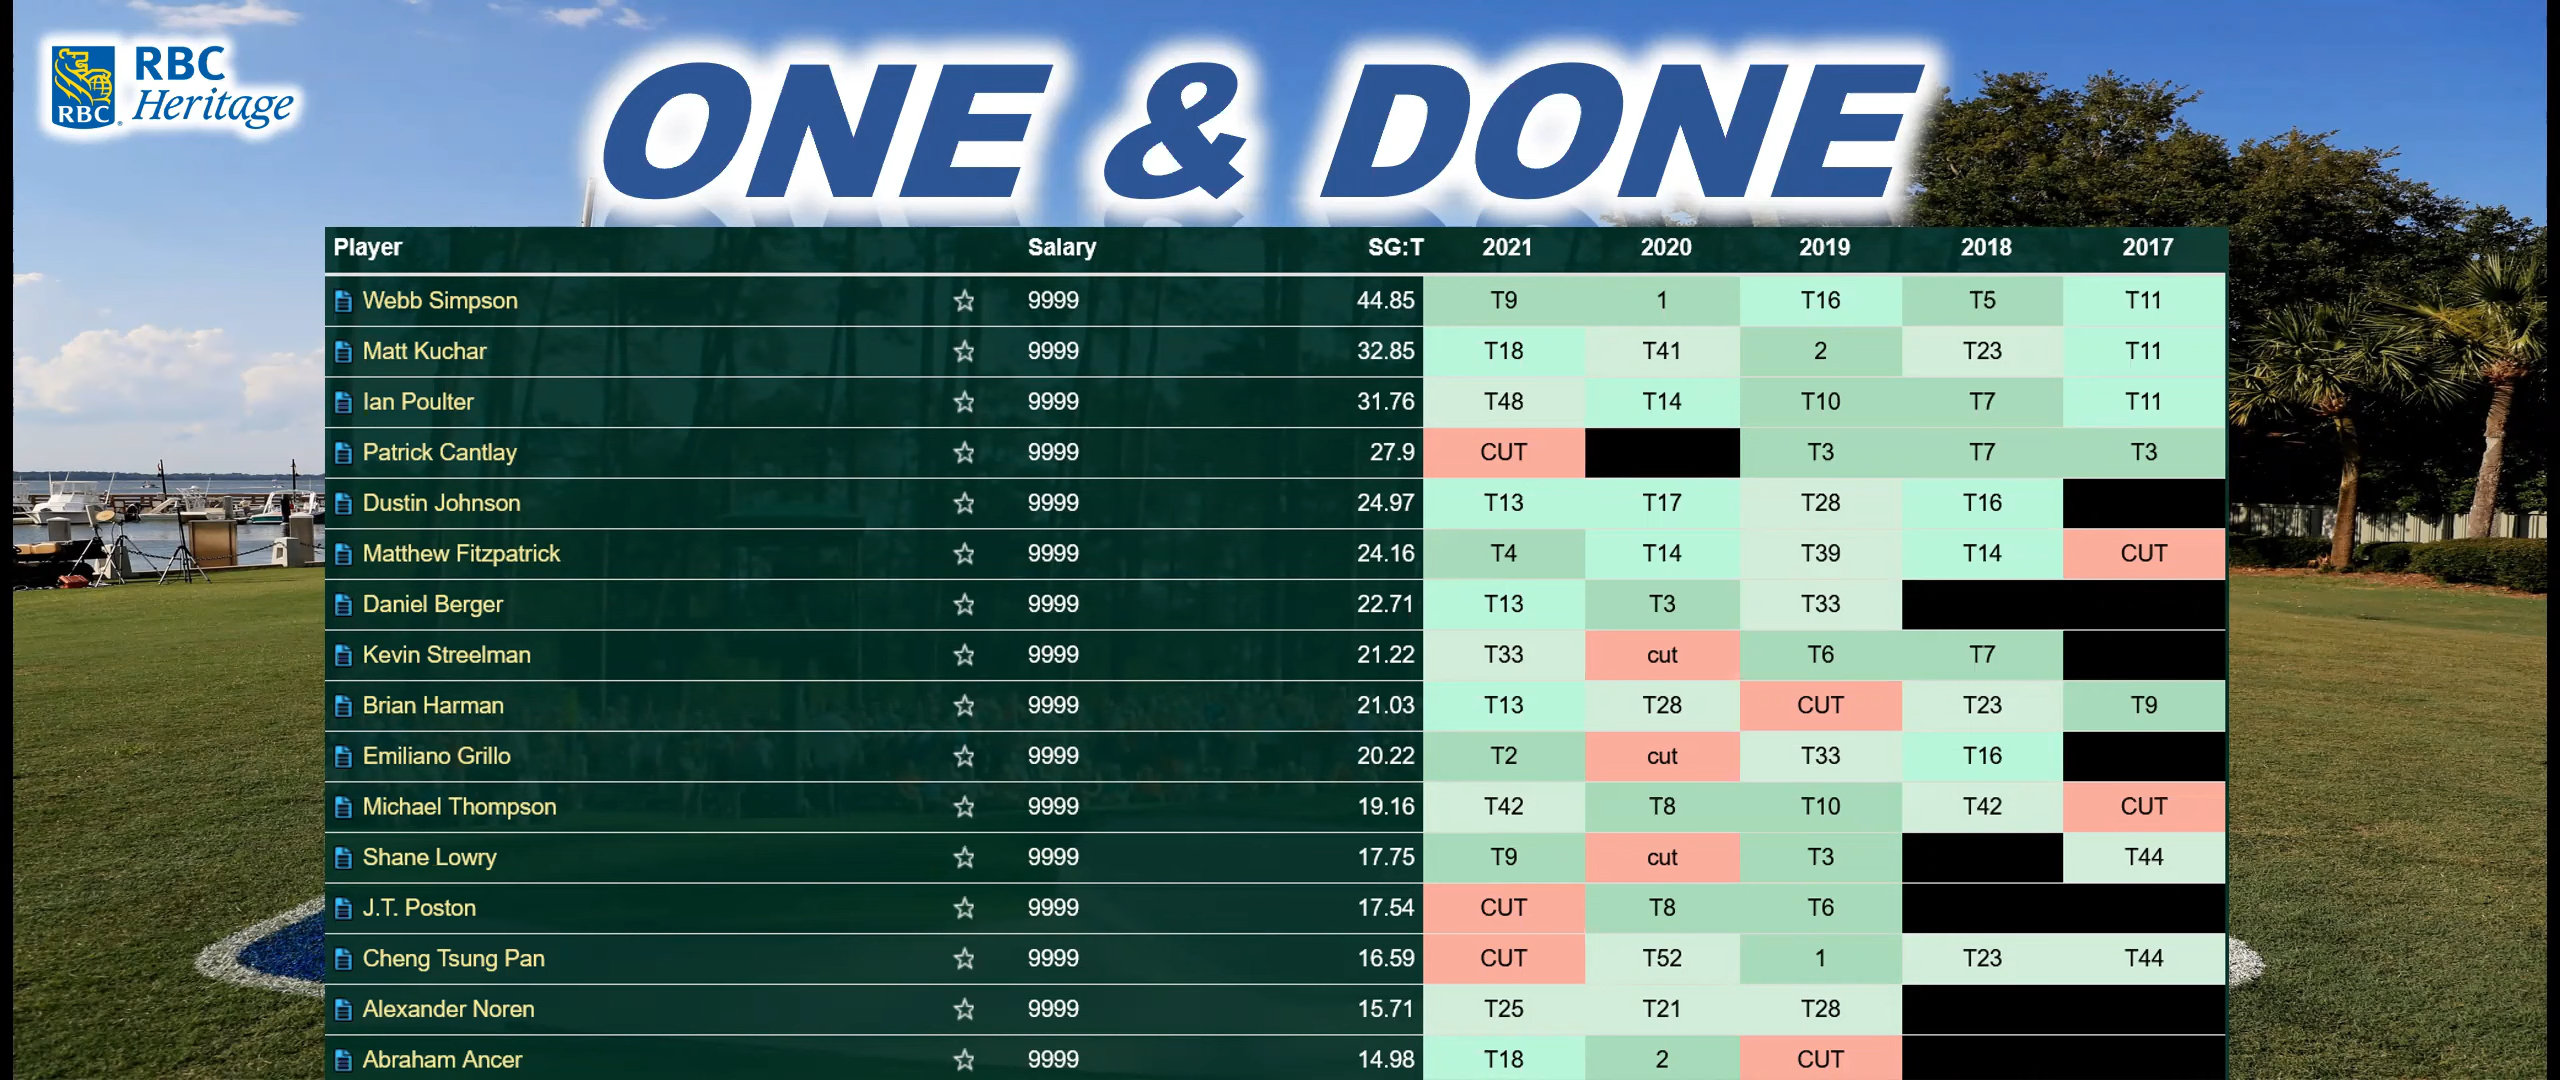 RBC
Heritage
RBC
ONE & DONE
Player Salary SG:T 2021 2020 2019 2018 2017
Webb Simpson 9999 44.85 T9 1 T16 T5 T11
Matt Kuchar 9999 32.85 T18 T41 2 T23 T11
Ian Poulter 9999 31.76 T48 T14 T10 T7 T11
Patrick Cantlay 9999 27.9 CUT T3 T7 T3
Dustin Johnson 9999 24.97 T13 T17 T28 T16
Matthew Fitzpatrick 9999 24.16 T4 T14 T39 T14 CUT
Daniel Berger 9999 22.71 T13 T3 T33
Kevin Streelman 9999 21.22 T33 cut T6 T7
Brian Harman 9999 21.03 T13 T28 CUT T23 T9
Emiliano Grillo 9999 20.22 T2 cut T33 T16
Michael Thompson 9999 19.16 T42 T8 T10 T42 CUT
Shane Lowry 9999 17.75 T9 cut T3 T44
J.T. Poston 9999 17.54 CUT T8 T6
Cheng Tsung Pan 9999 16.59 CUT T52 1 T23 T44
Alexander Noren 9999 15.71 T25 T21 T28
Abraham Ancer 9999 14.98 T18 2 CUT